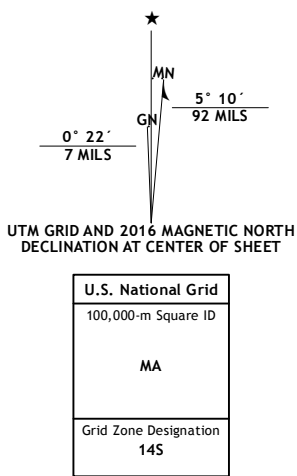 ★
MN
5° 10´
92 MILS
GN
0° 22´
7 MILS
UTM GRID AND 2016 MAGNETIC NORTH
DECLINATION AT CENTER OF SHEET
U.S. National Grid
100,000-m Square ID
MA
Grid Zone Designation
14S